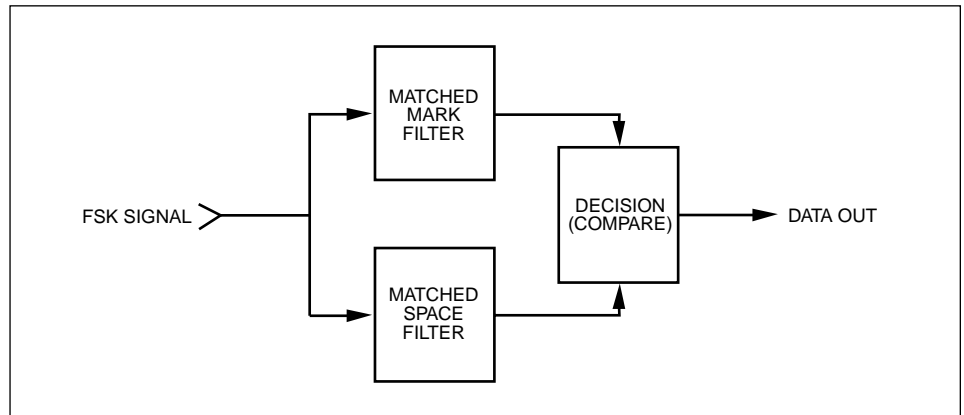 MATCHED
MARK
FILTER
FSK SIGNAL
DECISION
(COMPARE)
DATA OUT
MATCHED
SPACE
FILTER